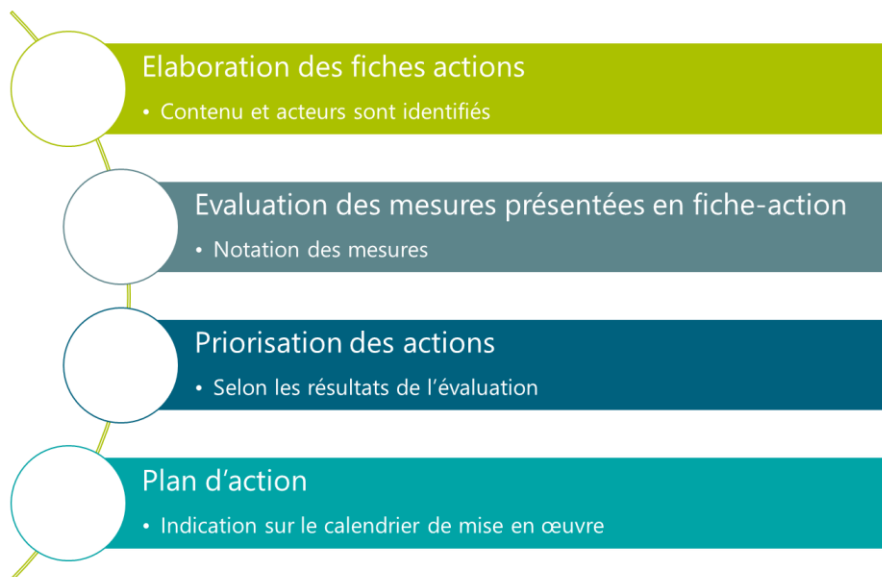 Elaboration des fiches actions
• Contenu et acteurs sont identifiés
Evaluation des mesures présentées en fiche-action
• Notation des mesures
Priorisation des actions
• Selon les résultats de l’évaluation
Plan d’action
• Indication sur le calendrier de mise en œuvre